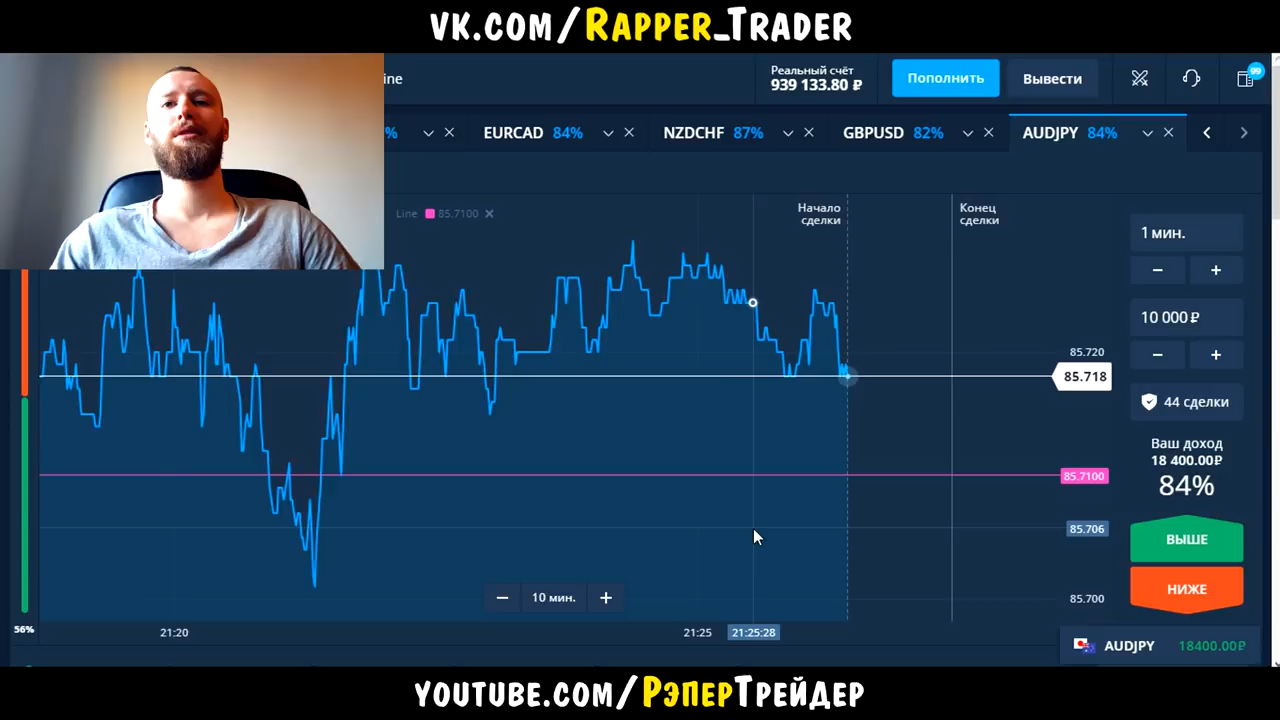 vk.com/Rapper_Trader
ine
Реальный счёт
939 133.80 ₽
Пополнить
Вывести
99
%
EURCAD 84%
NZDCHF 87%
GBPUSD 82%
AUDJPY 84%
Line 85.7100
Начало
сделки
Конец
сделки
1 мин.
10 000 ₽
85.720
85.718
44 сделки
Ваш доход
18 400.00₽
84%
85.7100
85.706
ВЫШЕ
НИЖЕ
10 мин.
85.700
56%
21:20
21:25
21:25:28
AUDJPY 18400.00₽
youtube.com/РэперТрейдер